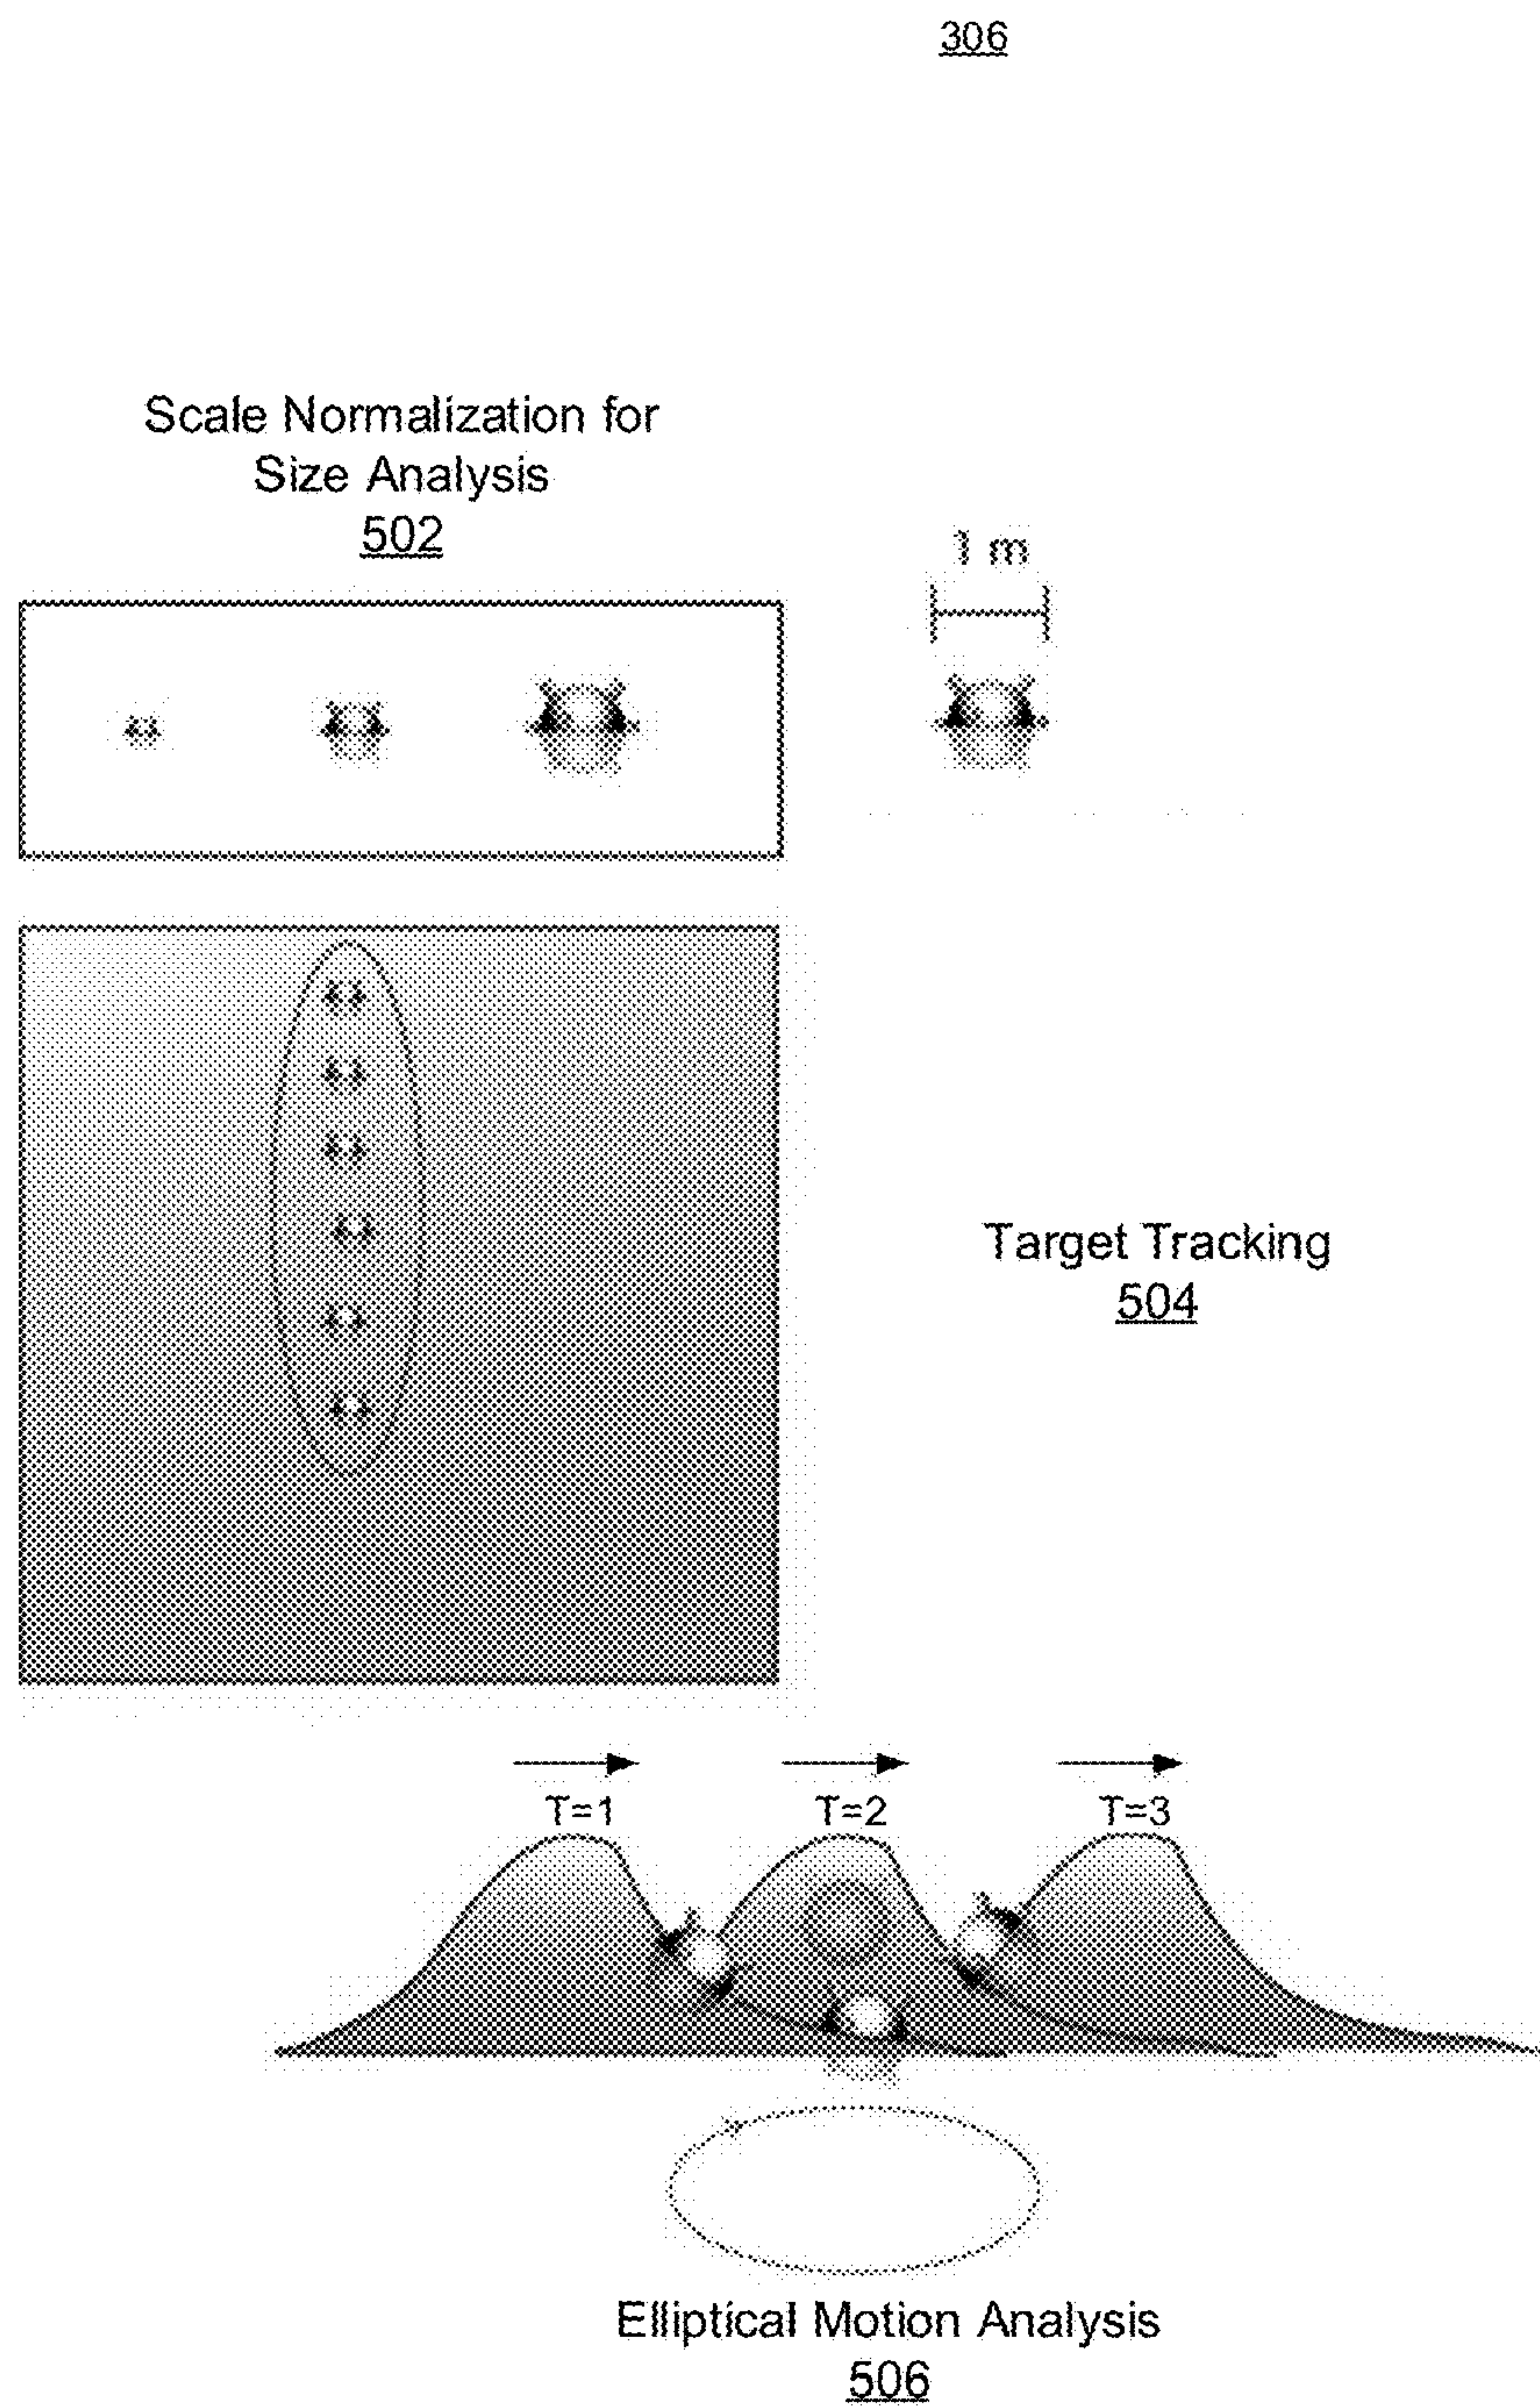 306
Scale Normalization for
Size Analysis
502
1 m
Target Tracking
504
T=1
T=2
T=3
Elliptical Motion Analysis
506